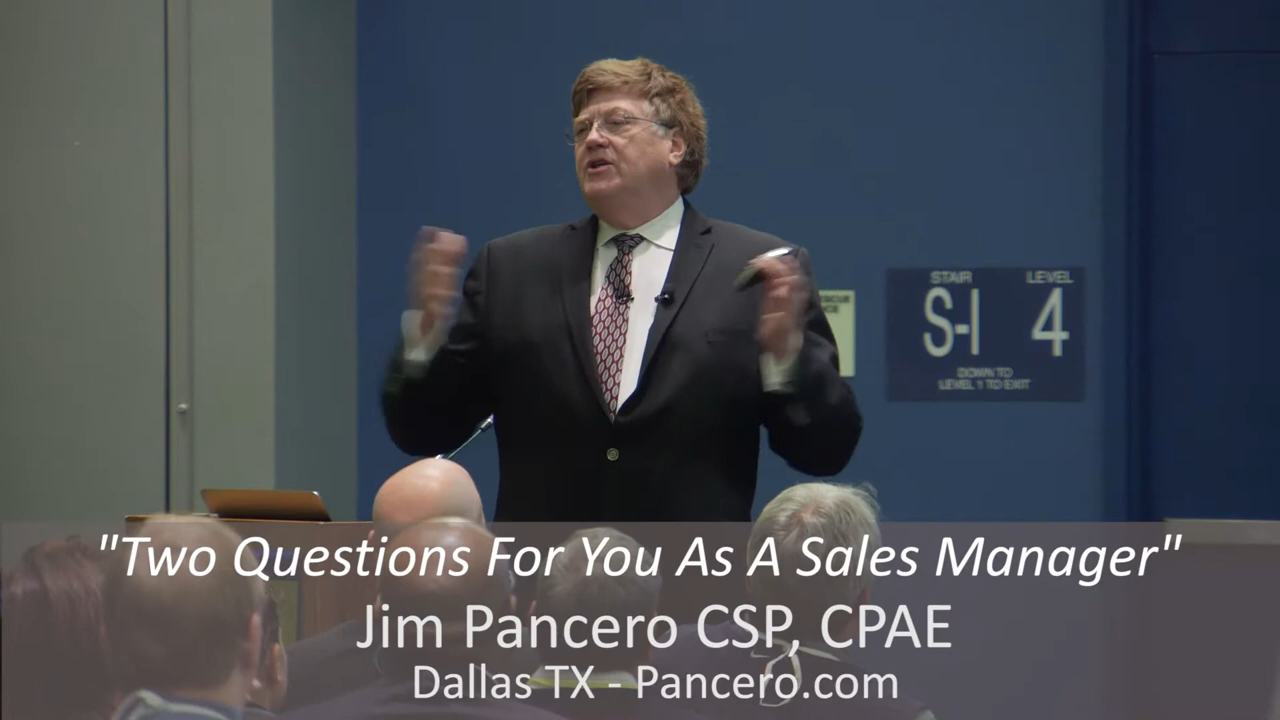 STAIR LEVEL
S-1 4
DOWN TO
LEVEL 1 TO EXIT
"Two Questions For You As A Sales Manager"
Jim Pancero CSP, CPAE
Dallas TX - Pancero.com